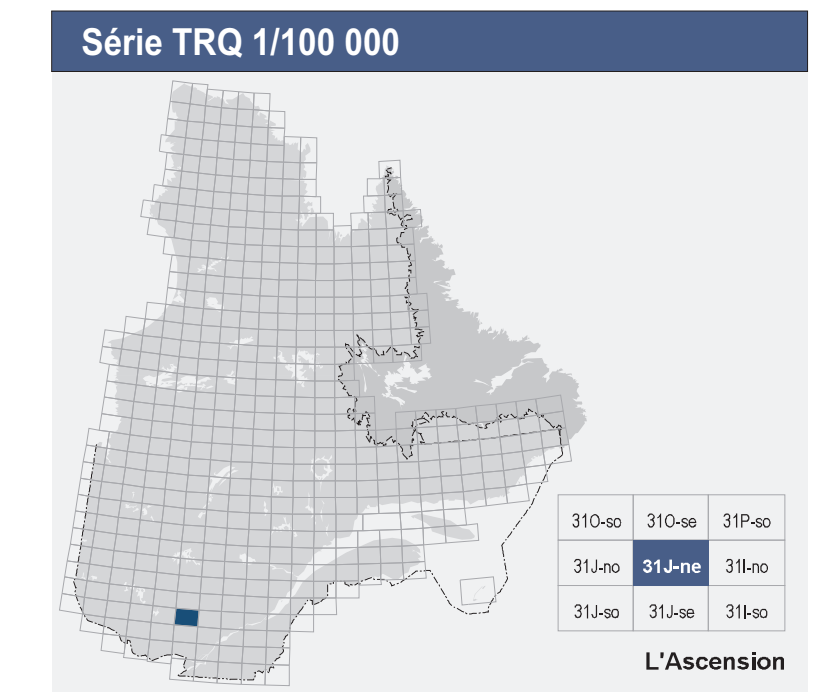 Série TRQ 1/100 000
31O-so 31O-se 31P-so
31J-no 31J-ne 31I-no
31J-so 31J-se 31I-so
L'Ascension